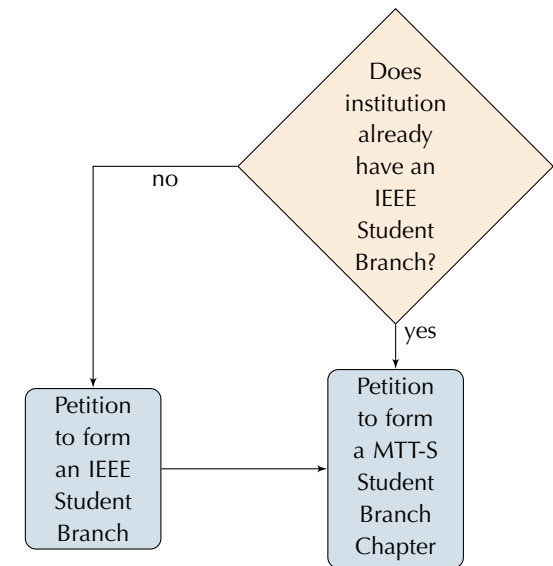 Does
institution
already
have an
IEEE
Student
Branch?
no
yes
Petition
to form
an IEEE
Student
Branch
Petition
to form
a MTT-S
Student
Branch
Chapter